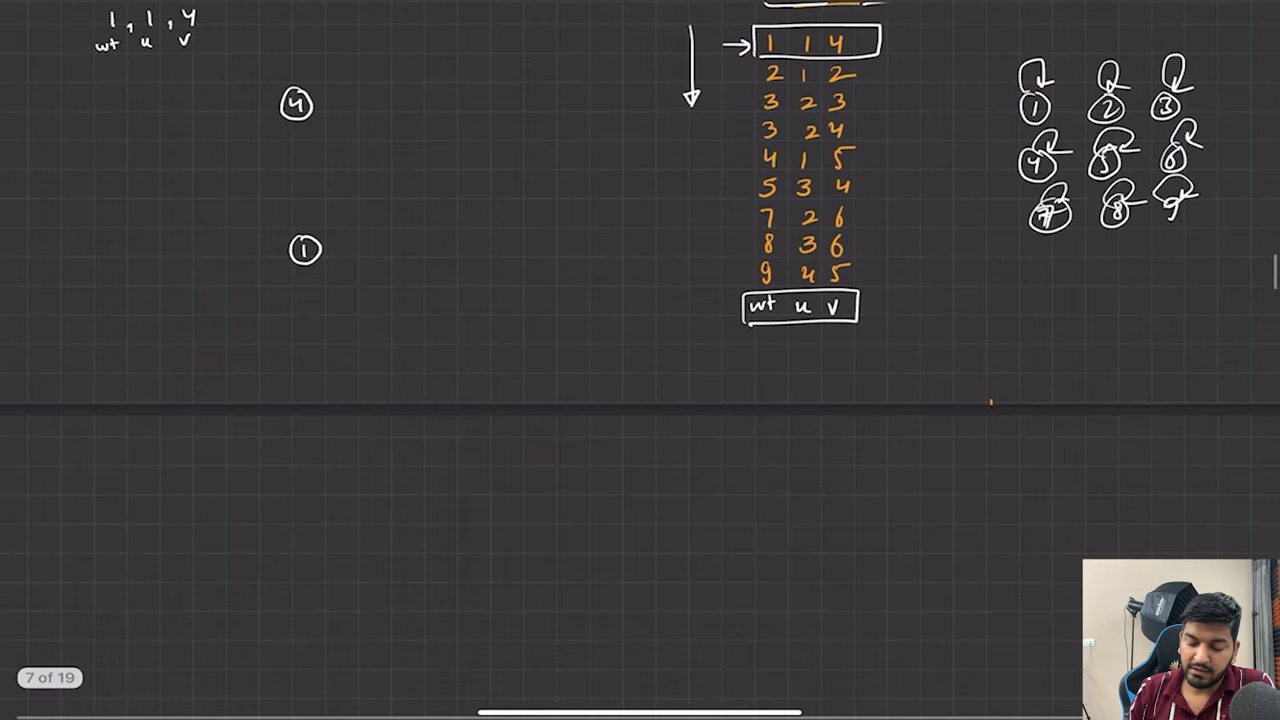 1 , 1 , 4
wt u v
4
1
1 1 4
2 1 2
3 2 3
3 2 4
4 1 5
5 3 4
7 2 6
8 3 6
9 4 5
wt u v
1 2 3
4 5 6
7 8 9
7 of 19